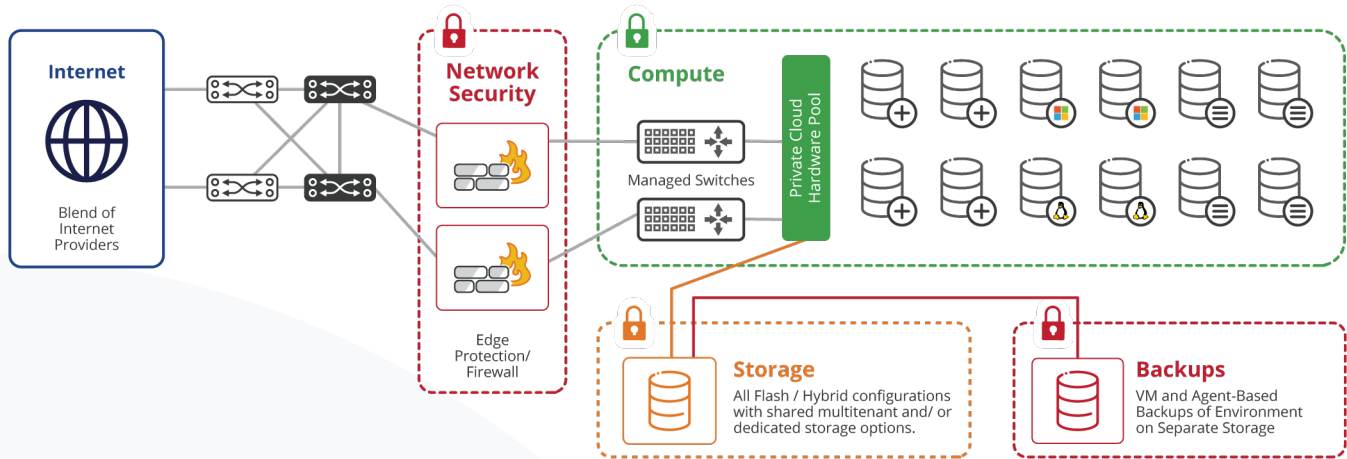 Internet
Blend of
Internet
Providers
Network
Security
Edge
Protection/
Firewall
Compute
Managed Switches
Private Cloud
Hardware Pool
Storage
All Flash / Hybrid configurations
with shared multitenant and/ or
dedicated storage options.
Backups
VM and Agent-Based
Backups of Environment
on Separate Storage